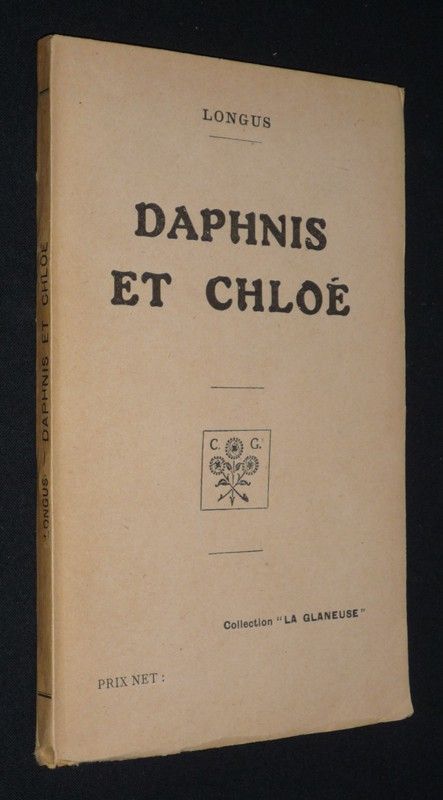 LONGUS
DAPHNIS
ET CHLOÉ
C. G.
Collection "LA GLANEUSE"
PRIX NET :
LONGUS — DAPHNIS ET CHLOÉ